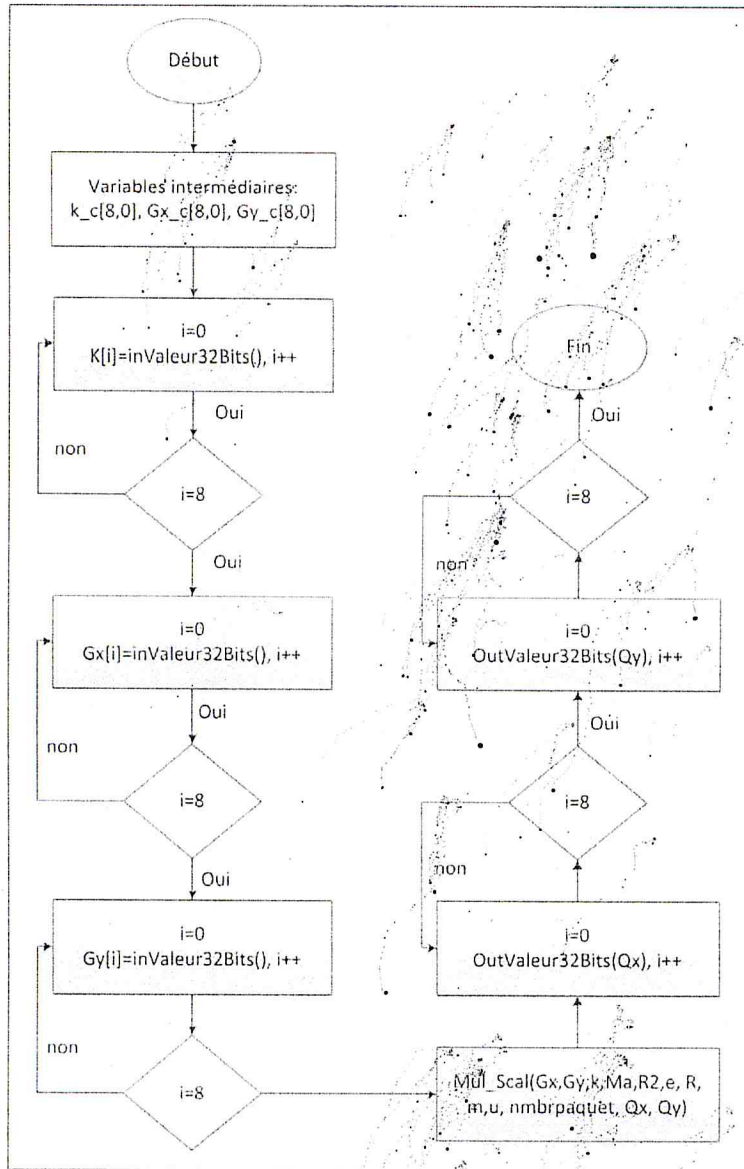 Début
Variables intermédiaires:
k_c[8,0], Gx_c[8,0], Gy_c[8,0]
i=0
K[i]=inValeur32Bits(), i++
Oui
non
i=8
Oui
i=0
Gx[i]=inValeur32Bits(), i++
Oui
non
i=8
Oui
i=0
Gy[i]=inValeur32Bits(), i++
non
i=8
Mul_Scal(Gx,Gy,k,Ma,R2,e, R,
m,u, nmbrpaquet, Qx, Qy)
i=0
OutValeur32Bits(Qx), i++
non
i=8
Oui
i=0
OutValeur32Bits(Qy), i++
non
i=8
Oui
Fin